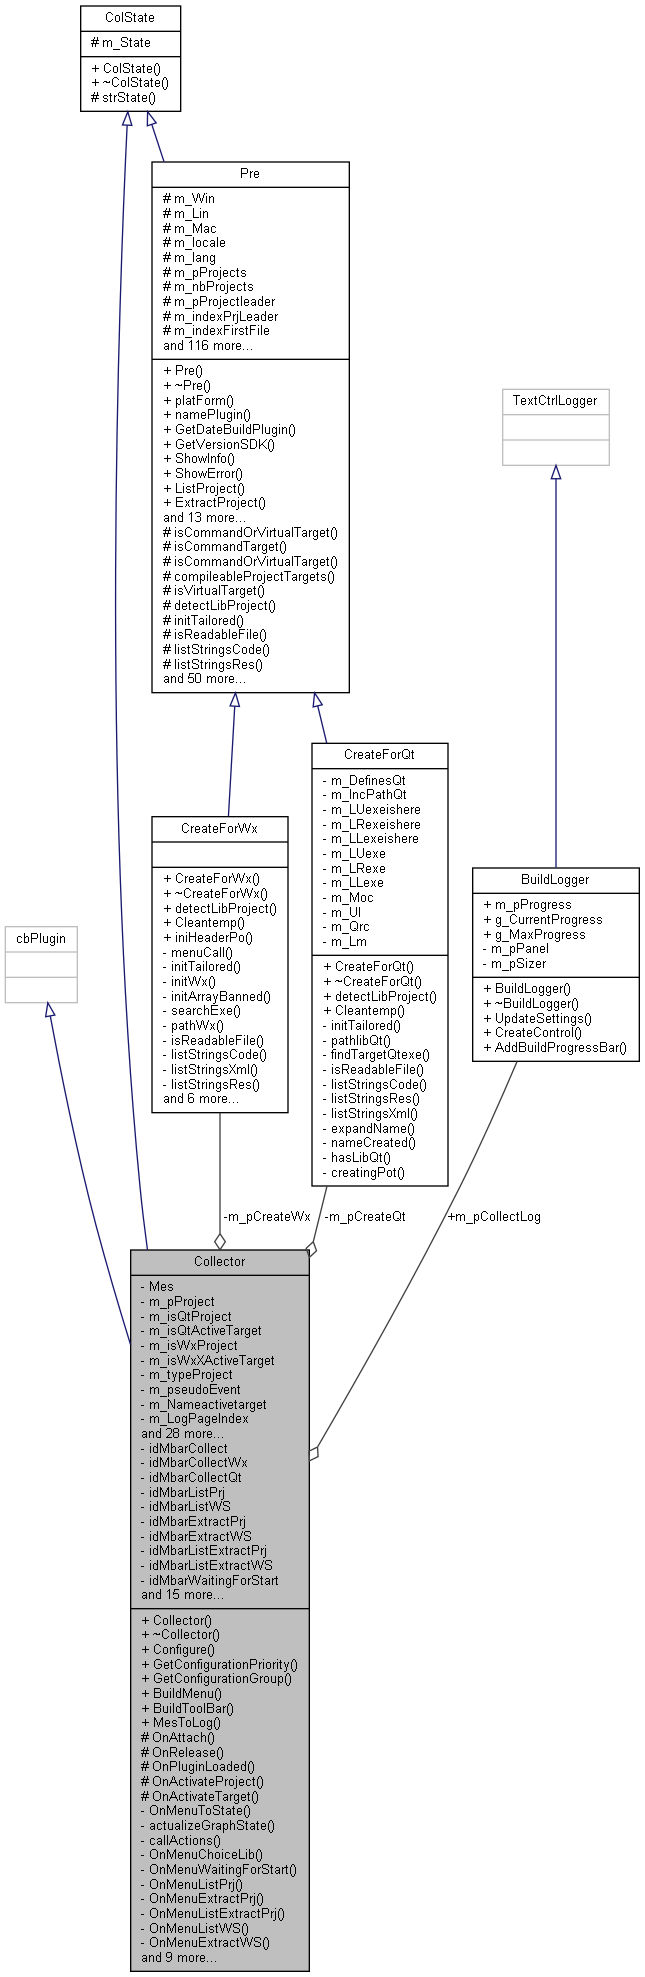 ColState
# m_State
+ ColState()
+ ~ColState()
# strState()
Pre
# m_Win
# m_Lin
# m_Mac
# m_locale
# m_lang
# m_pProjects
# m_nbProjects
# m_pProjectleader
# m_indexPrjLeader
# m_indexFirstFile
and 116 more...
+ Pre()
+ ~Pre()
+ platForm()
+ namePlugin()
+ GetDateBuildPlugin()
+ GetVersionSDK()
+ ShowInfo()
+ ShowError()
+ ListProject()
+ ExtractProject()
and 13 more...
# isCommandOrVirtualTarget()
# isCommandTarget()
# isCommandOrVirtualTarget()
# compileableProjectTargets()
# isVirtualTarget()
# detectLibProject()
# initTailored()
# isReadableFile()
# listStringsCode()
# listStringsRes()
and 50 more...
TextCtrlLogger
CreateForQt
- m_DefinesQt
- m_IncPathQt
- m_LUexeishere
- m_LRexeishere
- m_LLexeishere
- m_LUexe
- m_LRexe
- m_LLexe
- m_Moc
- m_UI
- m_Qrc
- m_Lm
+ CreateForQt()
+ ~CreateForQt()
+ detectLibProject()
+ Cleantemp()
- initTailored()
- pathlibQt()
- findTargetQtexe()
- isReadableFile()
- listStringsCode()
- listStringsRes()
- listStringsXml()
- expandName()
- nameCreated()
- hasLibQt()
- creatingPot()
CreateForWx
+ CreateForWx()
+ ~CreateForWx()
+ detectLibProject()
+ Cleantemp()
+ iniHeaderPo()
- menuCall()
- initTailored()
- initWx()
- initArrayBanned()
- searchExe()
- pathWx()
- isReadableFile()
- listStringsCode()
- listStringsXml()
- listStringsRes()
and 6 more...
BuildLogger
+ m_pProgress
+ g_CurrentProgress
+ g_MaxProgress
- m_pPanel
- m_pSizer
+ BuildLogger()
+ ~BuildLogger()
+ UpdateSettings()
+ CreateControl()
+ AddBuildProgressBar()
cbPlugin
-m_pCreateWx
-m_pCreateQt
+m_pCollectLog
Collector
- Mes
- m_pProject
- m_isQtProject
- m_isQtActiveTarget
- m_isWxProject
- m_isWxXActiveTarget
- m_typeProject
- m_pseudoEvent
- m_Nameactivetarget
- m_LogPageIndex
and 28 more...
- idMbarCollect
- idMbarCollectWx
- idMbarCollectQt
- idMbarListPrj
- idMbarListWS
- idMbarExtractPrj
- idMbarExtractWS
- idMbarListExtractPrj
- idMbarListExtractWS
- idMbarWaitingForStart
and 15 more...
+ Collector()
+ ~Collector()
+ Configure()
+ GetConfigurationPriority()
+ GetConfigurationGroup()
+ BuildMenu()
+ BuildToolBar()
+ MesToLog()
# OnAttach()
# OnRelease()
# OnPluginLoaded()
# OnActivateProject()
# OnActivateTarget()
- OnMenuToState()
- actualizeGraphState()
- callActions()
- OnMenuChoiceLib()
- OnMenuWaitingForStart()
- OnMenuListPrj()
- OnMenuExtractPrj()
- OnMenuListExtractPrj()
- OnMenuListWS()
- OnMenuExtractWS()
and 9 more...